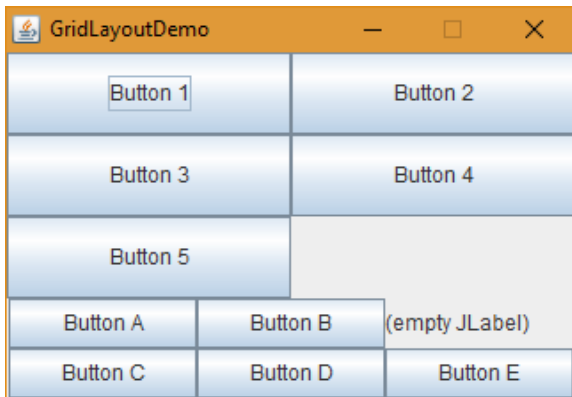 GridLayoutDemo
Button 1 Button 2
Button 3 Button 4
Button 5
Button A Button B (empty JLabel)
Button C Button D Button E